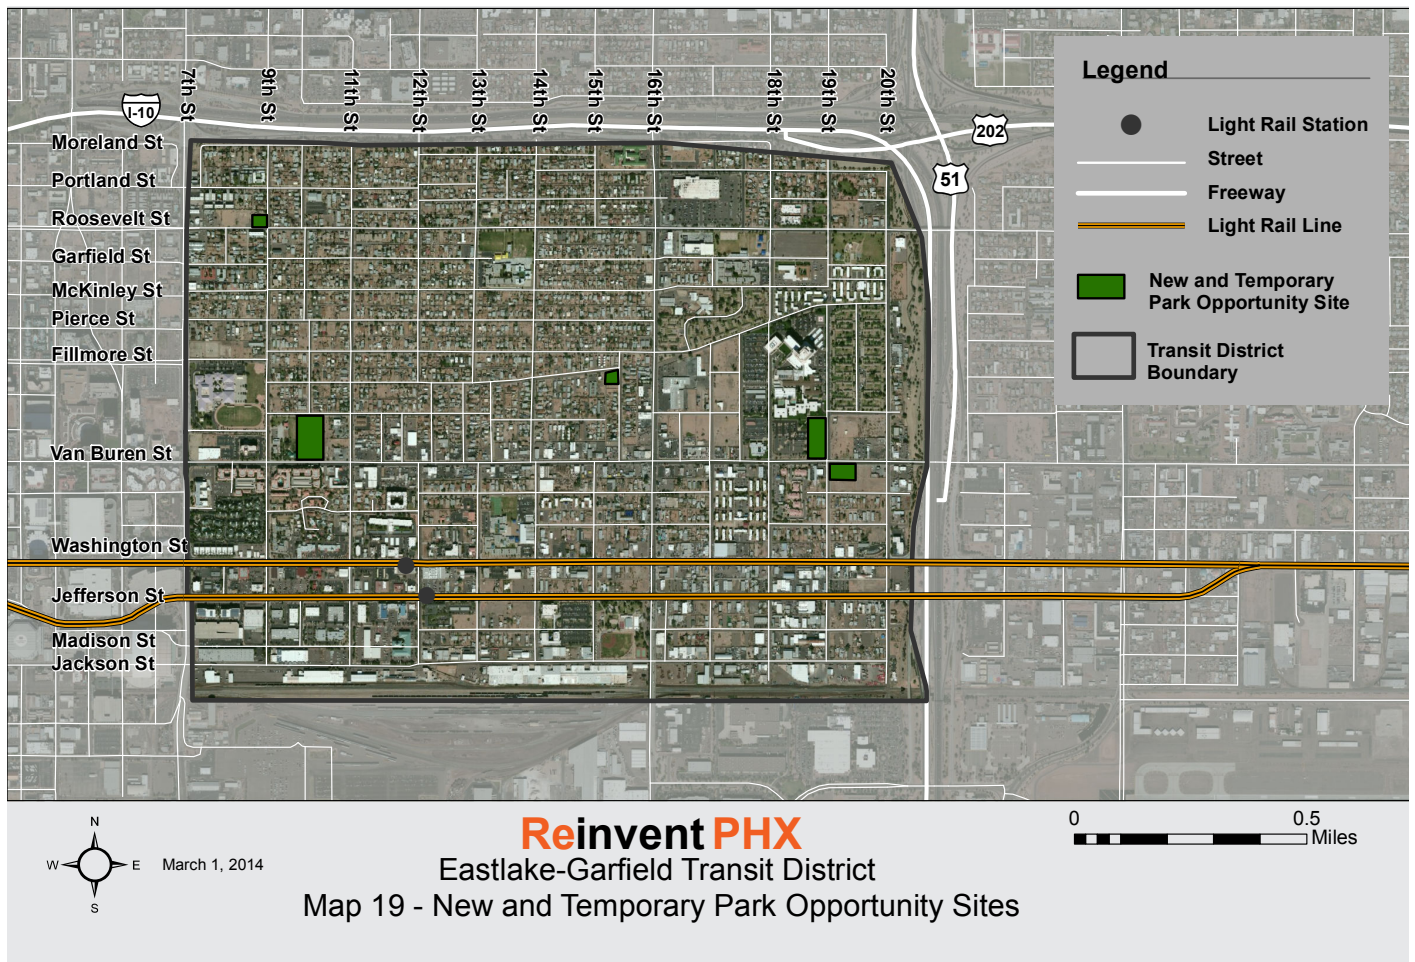 7th St
9th St
11th St
12th St
13th St
14th St
15th St
16th St
18th St
19th St
20th St
I-10
202
51
Moreland St
Portland St
Roosevelt St
Garfield St
McKinley St
Pierce St
Fillmore St
Van Buren St
Washington St
Jefferson St
Madison St
Jackson St
Legend
Light Rail Station
Street
Freeway
Light Rail Line
New and Temporary
Park Opportunity Site
Transit District
Boundary
N
W E
S
March 1, 2014
Reinvent PHX
Eastlake-Garfield Transit District
Map 19 - New and Temporary Park Opportunity Sites
0 0.5
Miles